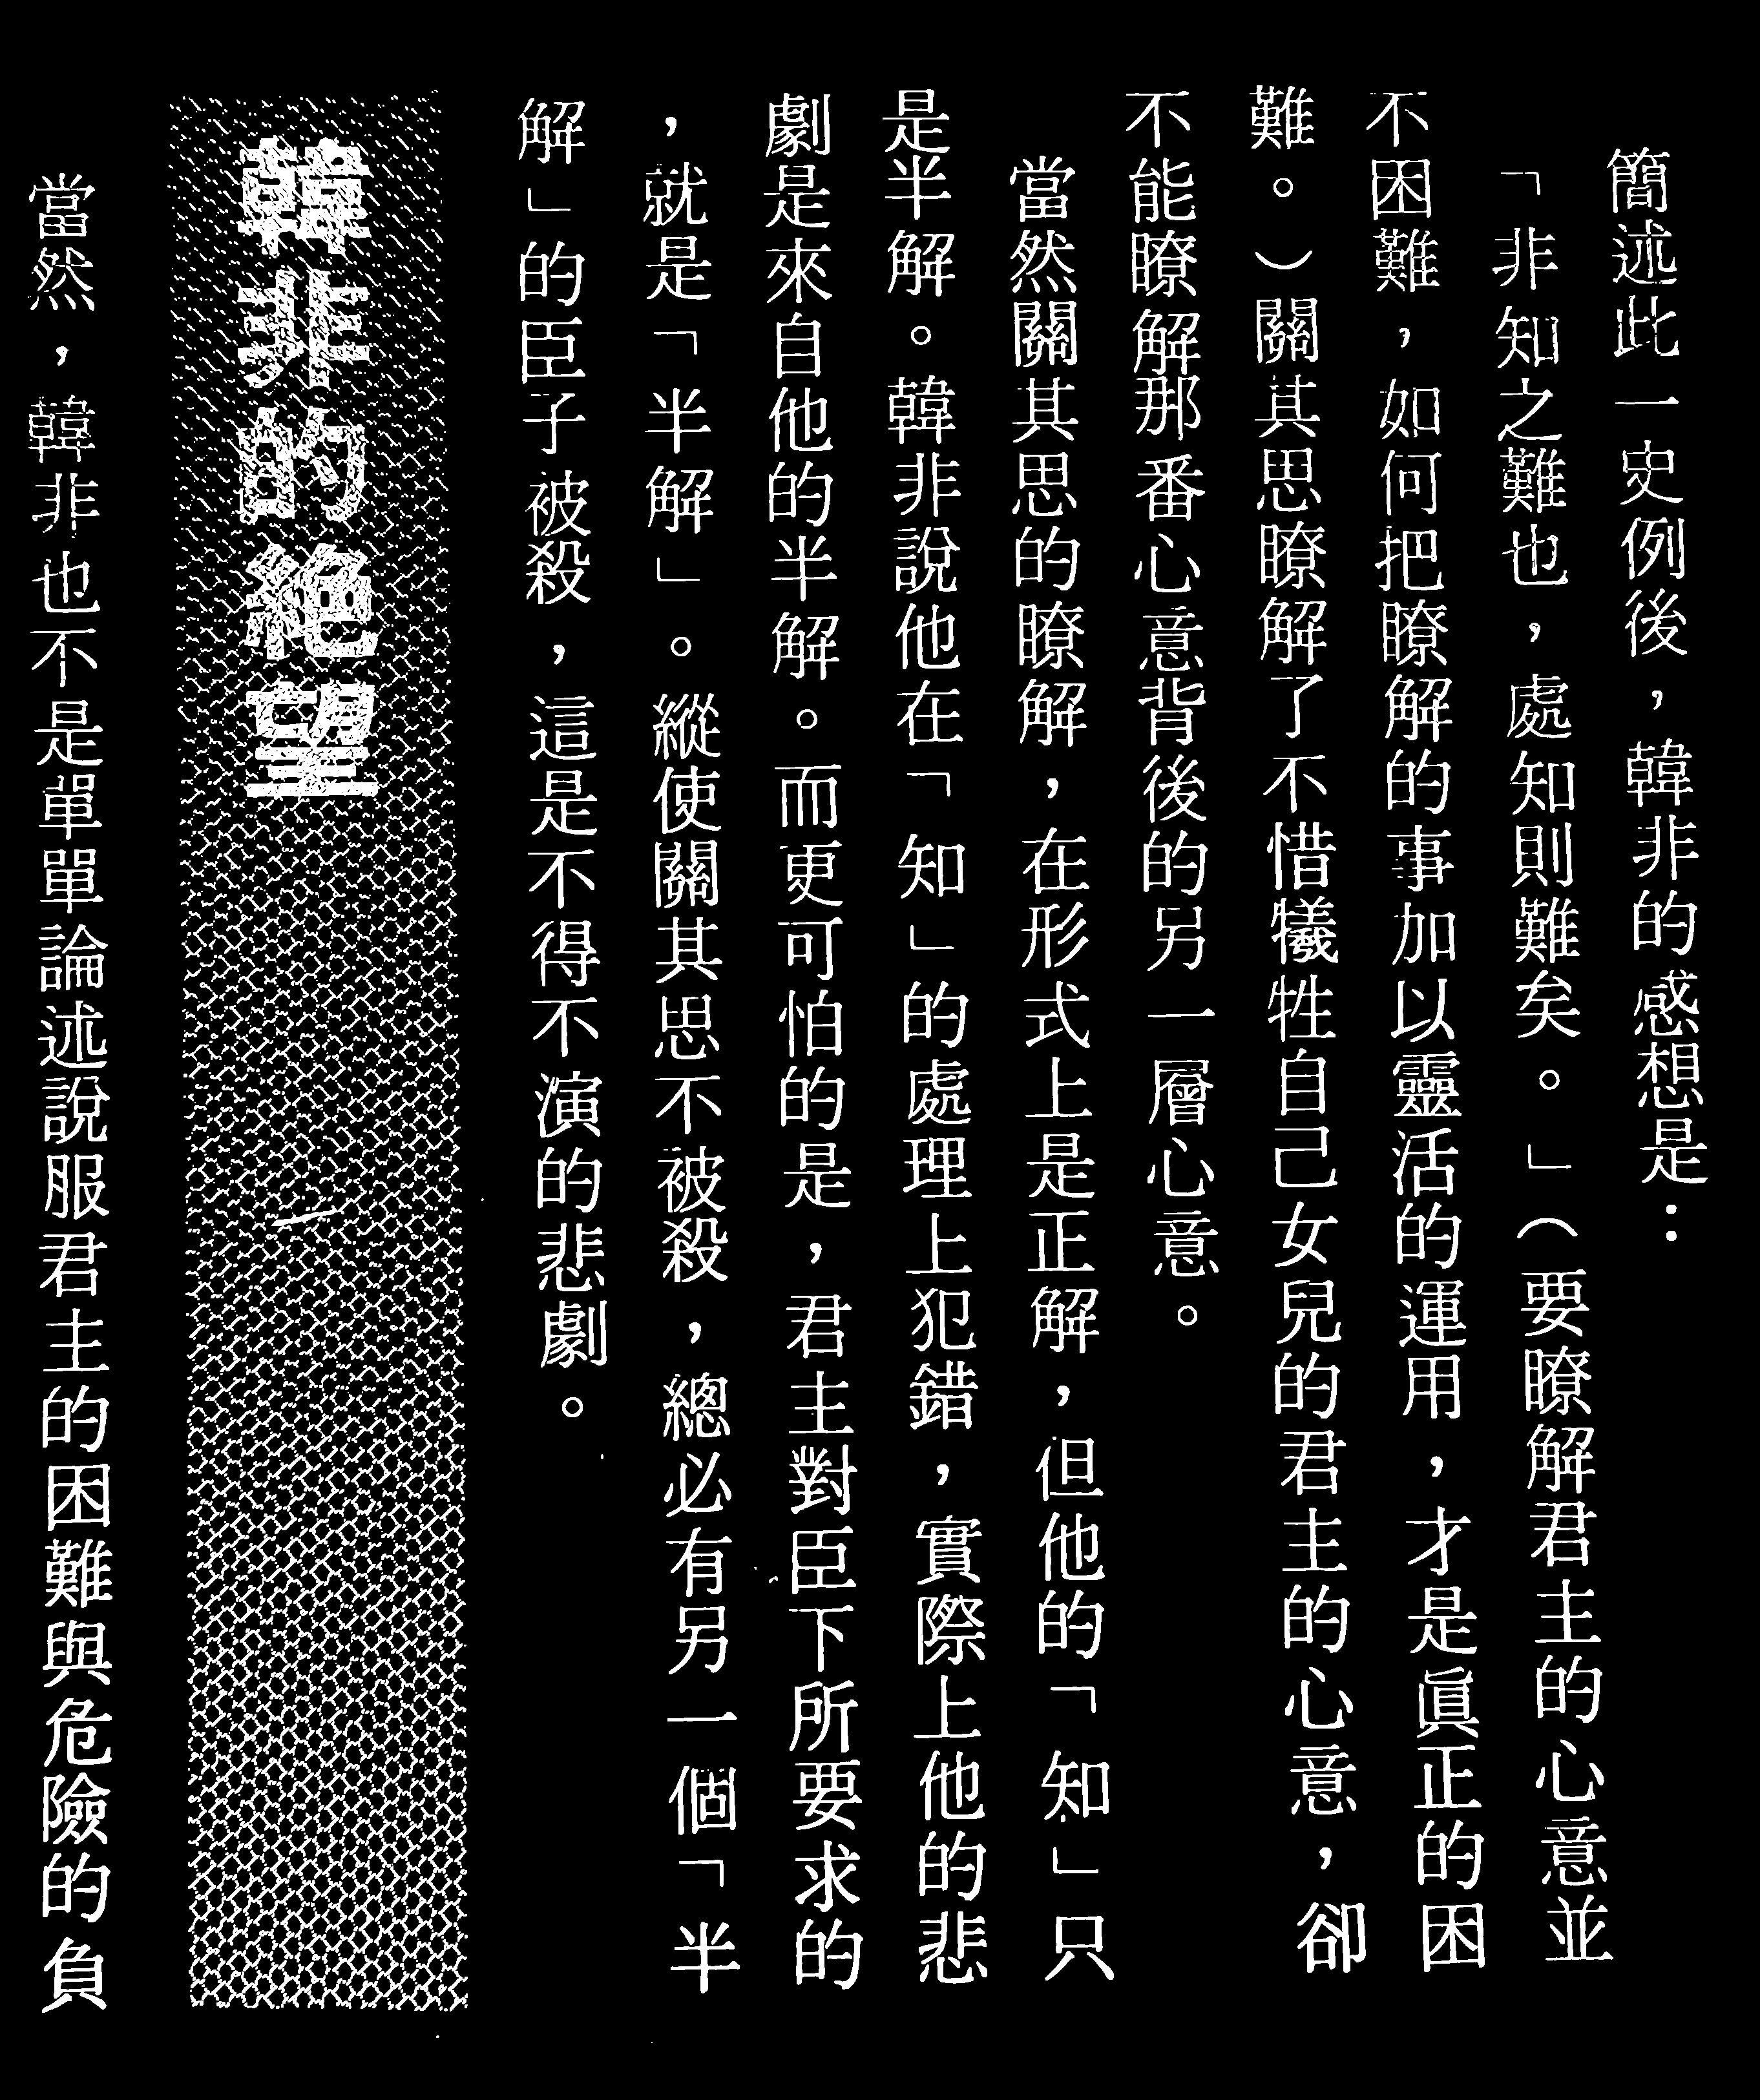 簡述此一史例後，韓非的感想是：
「非知之難也，處知則難矣。」（要瞭解君主的心意並
不困難，如何把瞭解的事加以靈活的運用，才是眞正的困
難。）關其思瞭解了不惜犧牲自己女兒的君主的心意，卻
不能瞭解那番心意背後的另一層心意。
當然關其思的瞭解，在形式上是正解，但他的「知」只
是半解。韓非說他在「知」的處理上犯錯，實際上他的悲
劇是來自他的半解。而更可怕的是，君主對臣下所要求的
，就是「半解」。縱使關其思不被殺，總必有另一個「半
解」的臣子被殺，這是不得不演的悲劇。
韓非的絕望 一
當然，韓非也不是單單論述說服君主的困難與危險的負